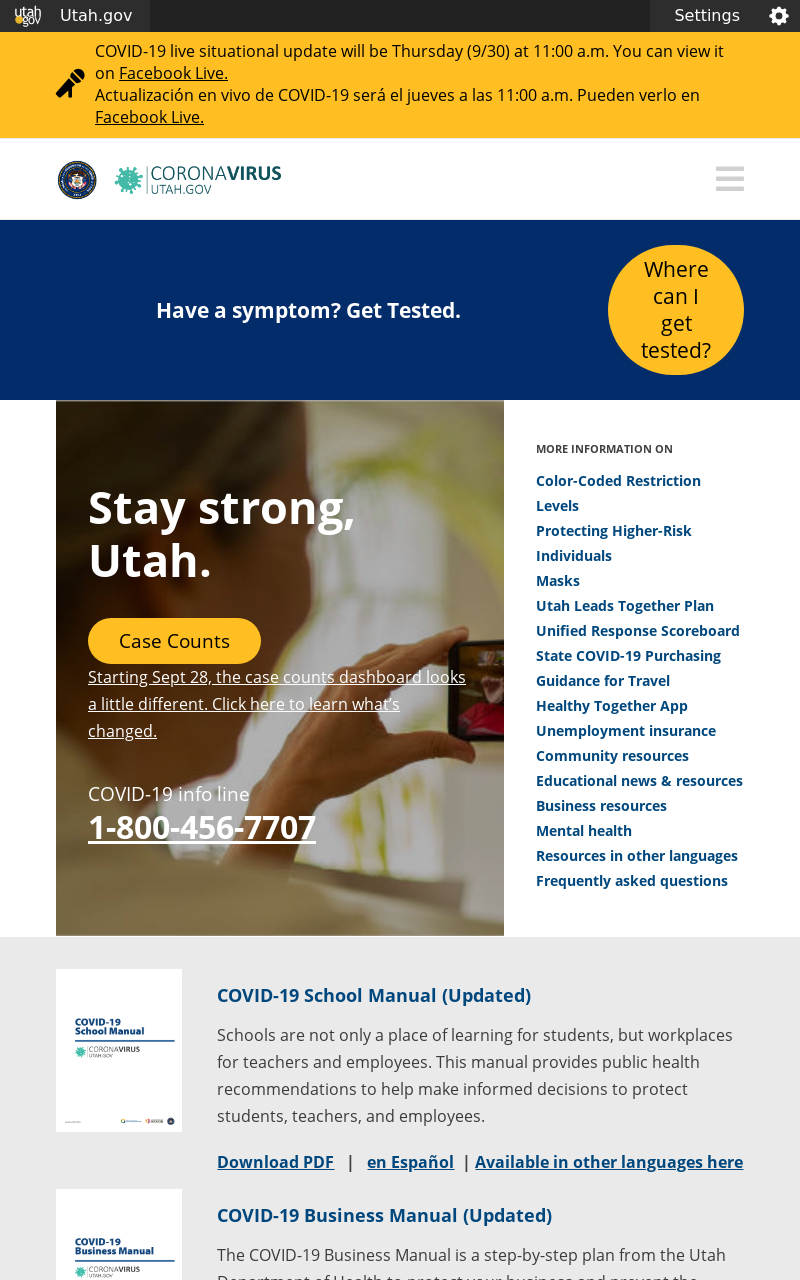 utah
gov
Utah.gov
Settings
COVID-19 live situational update will be Thursday (9/30) at 11:00 a.m. You can view it
on Facebook Live.
Actualización en vivo de COVID-19 será el jueves a las 11:00 a.m. Pueden verlo en
Facebook Live.
CORONAVIRUS
UTAH.GOV
Have a symptom? Get Tested.
Where
can I
get
tested?
Stay strong,
Utah.
Case Counts
Starting Sept 28, the case counts dashboard looks
a little different. Click here to learn what's
changed.
COVID-19 info line
1-800-456-7707
MORE INFORMATION ON
Color-Coded Restriction
Levels
Protecting Higher-Risk
Individuals
Masks
Utah Leads Together Plan
Unified Response Scoreboard
State COVID-19 Purchasing
Guidance for Travel
Healthy Together App
Unemployment insurance
Community resources
Educational news & resources
Business resources
Mental health
Resources in other languages
Frequently asked questions
COVID-19
School Manual
CORONAVIRUS
UTAH.GOV
COVID-19 School Manual (Updated)
Schools are not only a place of learning for students, but workplaces
for teachers and employees. This manual provides public health
recommendations to help make informed decisions to protect
students, teachers, and employees.
Download PDF | en Español | Available in other languages here
COVID-19
Business Manual
CORONAVIRUS
UTAH.GOV
COVID-19 Business Manual (Updated)
The COVID-19 Business Manual is a step-by-step plan from the Utah
Department of Health to protect your business and prevent the